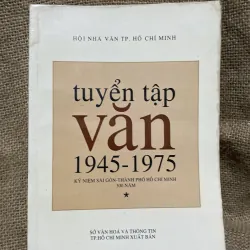 HỘI NHÀ VĂN TP. HỒ CHÍ MINH
tuyển tập
văn
1945-1975
KỶ NIỆM SÀI GÒN-THÀNH PHỐ HỒ CHÍ MINH
300 NĂM
SỞ VĂN HOÁ VÀ THÔNG TIN
TP.HỒ CHÍ MINH XUẤT BẢN